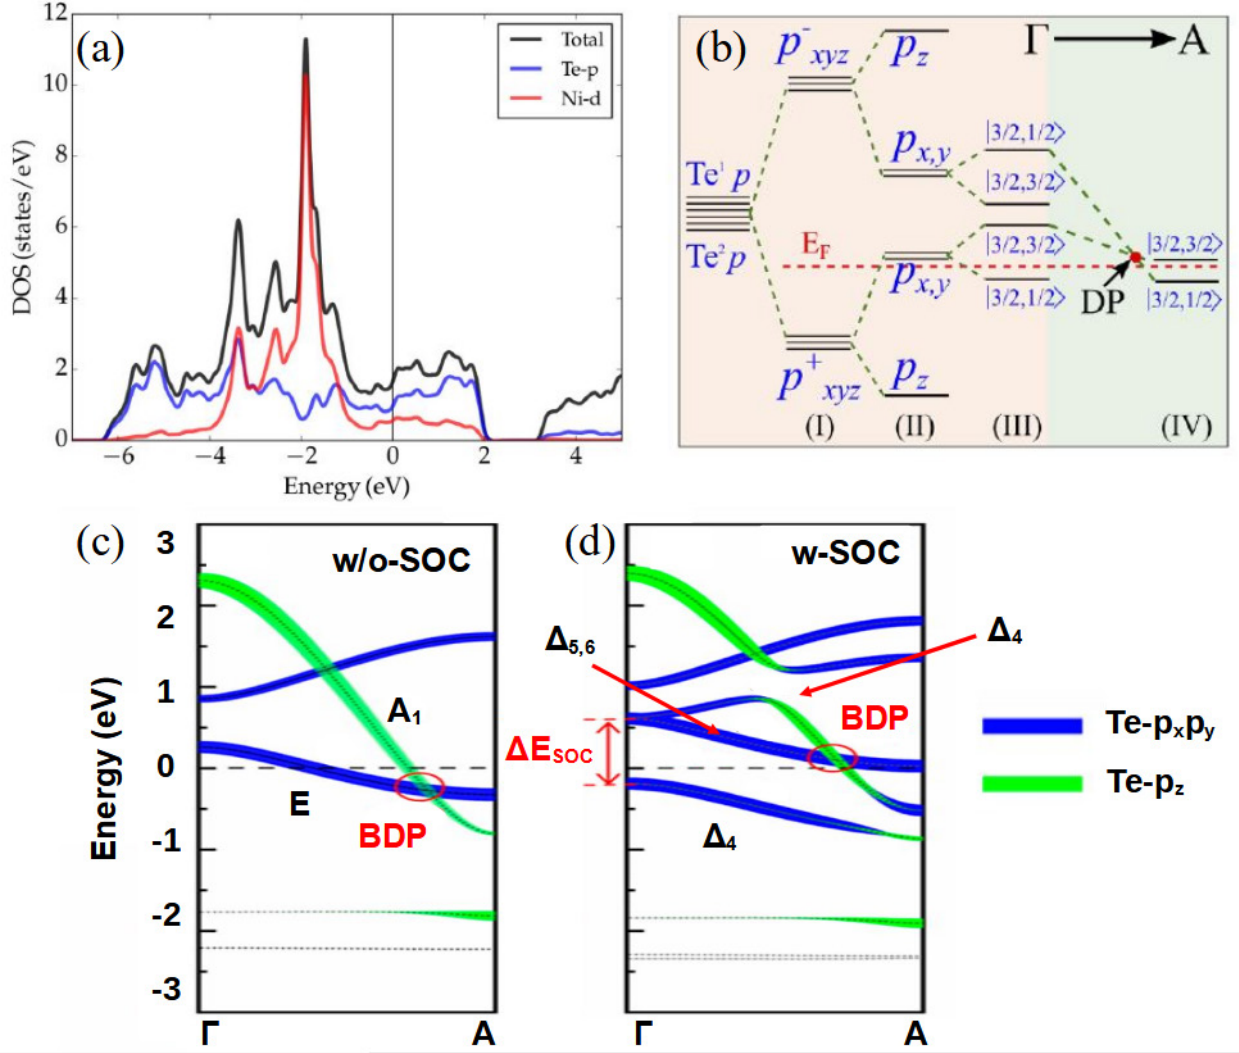 (a)
12
10
8
6
4
2
0
DOS (states/eV)
−6
−4
−2
0
2
4
Energy (eV)
Total
Te-p
Ni-d
(b)
Γ
A
p⁻xyz
pz
px,y
Te¹ p
Te² p
|3/2,1/2⟩
|3/2,3/2⟩
EF
|3/2,3/2⟩
px,y
|3/2,1/2⟩
DP
|3/2,3/2⟩
|3/2,1/2⟩
p⁺xyz
pz
(I)
(II)
(III)
(IV)
(c)
w/o-SOC
3
2
1
0
-1
-2
-3
Energy (eV)
A₁
E
BDP
Γ
A
(d)
w-SOC
Δ₅,₆
Δ₄
BDP
ΔESOC
Δ₄
Γ
A
Te-pxpy
Te-pz